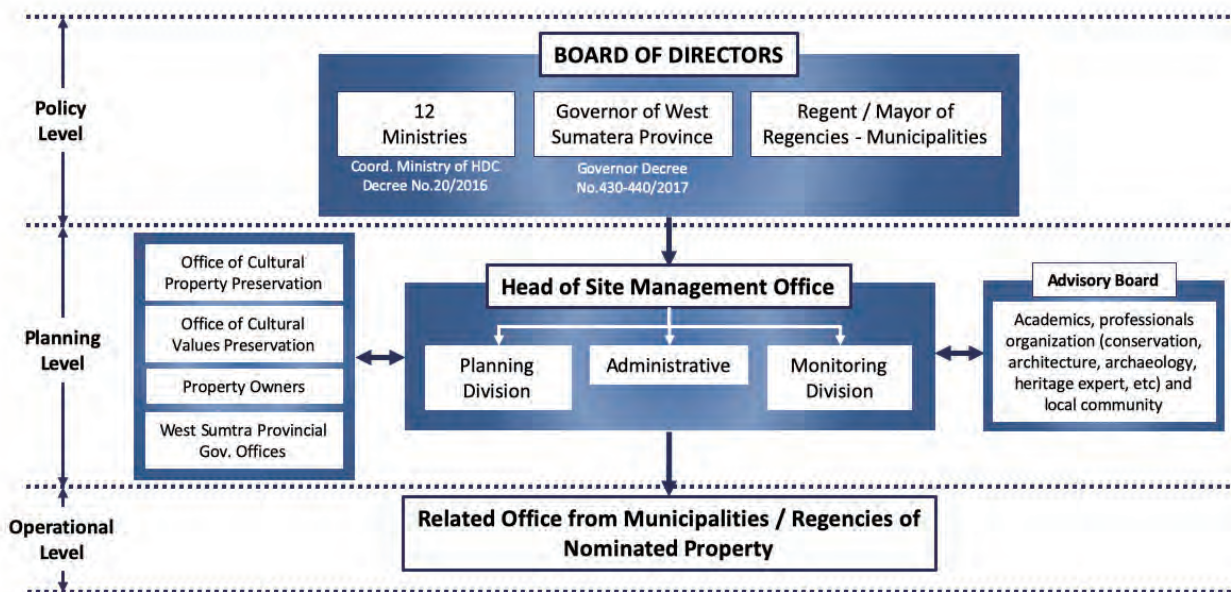 BOARD OF DIRECTORS
Policy
Level
12
Ministries
Governor of West
Sumatera Province
Regent / Mayor of
Regencies - Municipalities
Coord. Ministry of HDC
Decree No.20/2016
Governor Decree
No.430-440/2017
Planning
Level
Office of Cultural
Property Preservation
Office of Cultural
Values Preservation
Property Owners
West Sumtra Provincial
Gov. Offices
Head of Site Management Office
Planning
Division
Administrative
Monitoring
Division
Advisory Board
Academics, professionals
organization (conservation,
architecture, archaeology,
heritage expert, etc) and
local community
Operational
Level
Related Office from Municipalities / Regencies of
Nominated Property